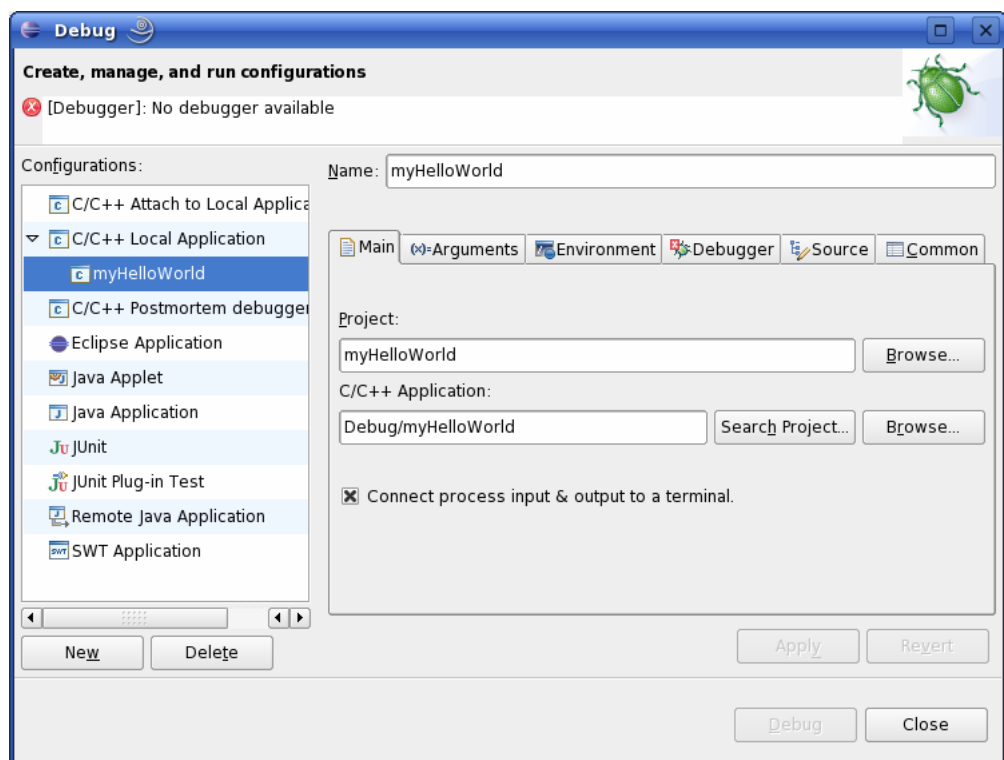 Debug
Create, manage, and run configurations
[Debugger]: No debugger available
Configurations:
C/C++ Attach to Local Applica
C/C++ Local Application
myHelloWorld
C/C++ Postmortem debugger
Eclipse Application
Java Applet
Java Application
JUnit
JUnit Plug-in Test
Remote Java Application
SWT Application
New Delete
Name: myHelloWorld
Main (x)=Arguments Environment Debugger Source Common
Project:
myHelloWorld Browse...
C/C++ Application:
Debug/myHelloWorld Search Project... Browse...
Connect process input & output to a terminal.
Apply Revert
Debug Close